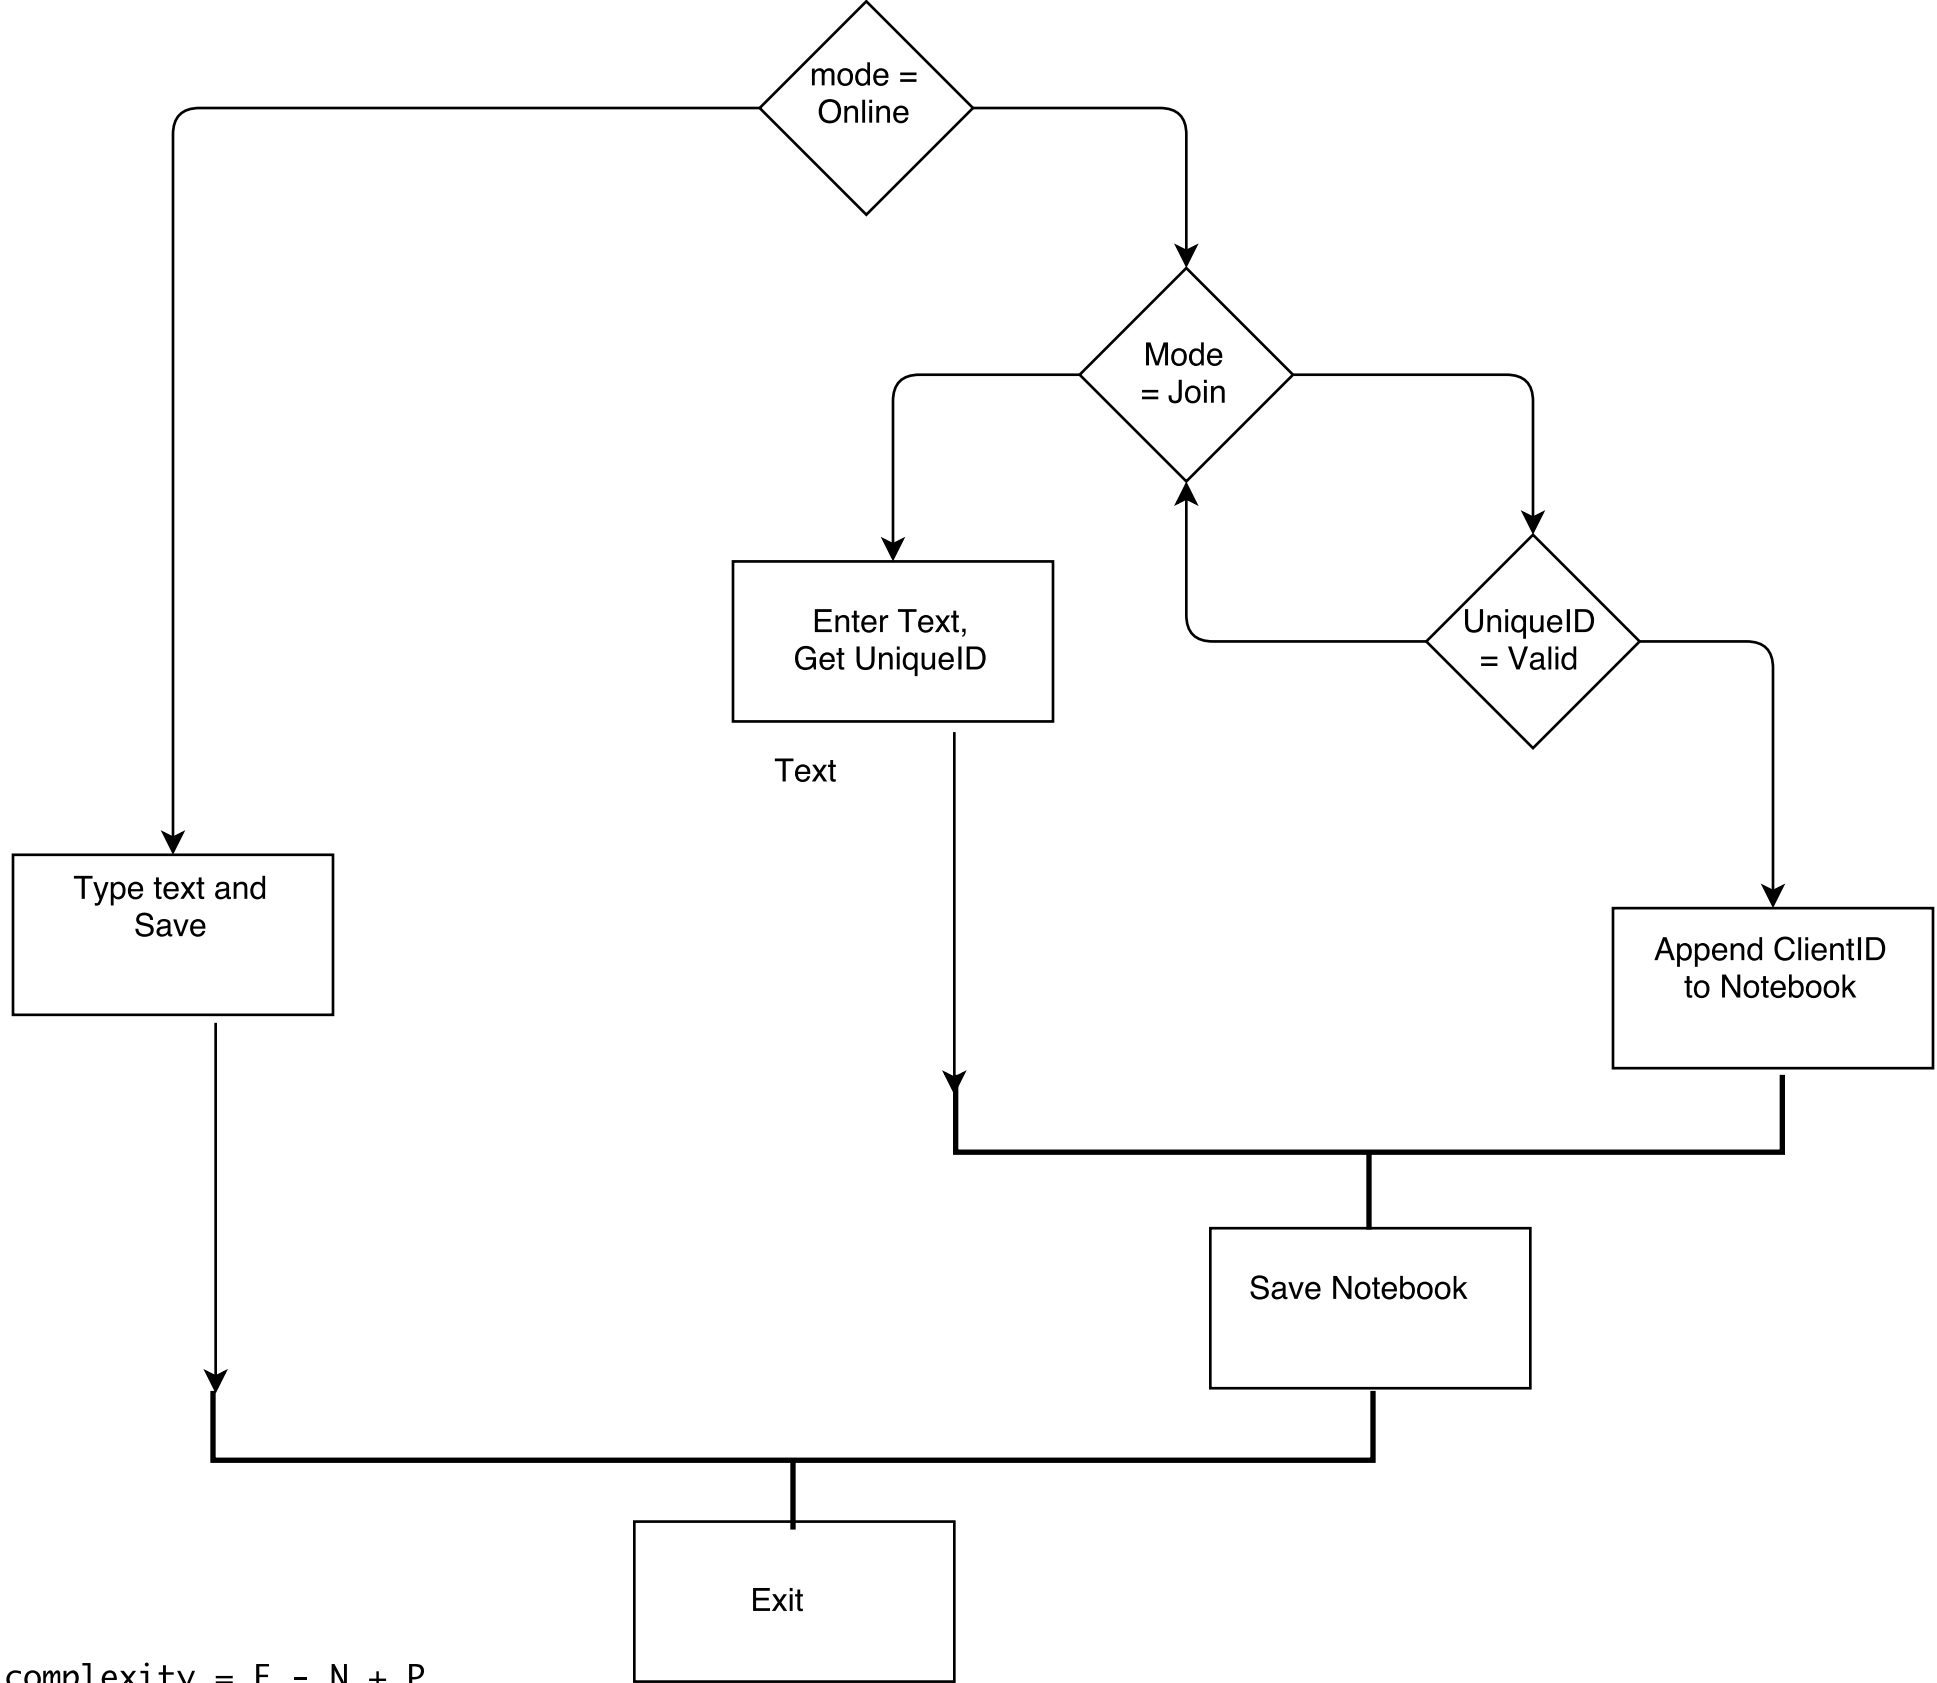 mode =
Online
Mode
= Join
Enter Text,
Get UniqueID
UniqueID
= Valid
Text
Type text and
Save
Append ClientID
to Notebook
Save Notebook
Exit
complexity = E - N + P